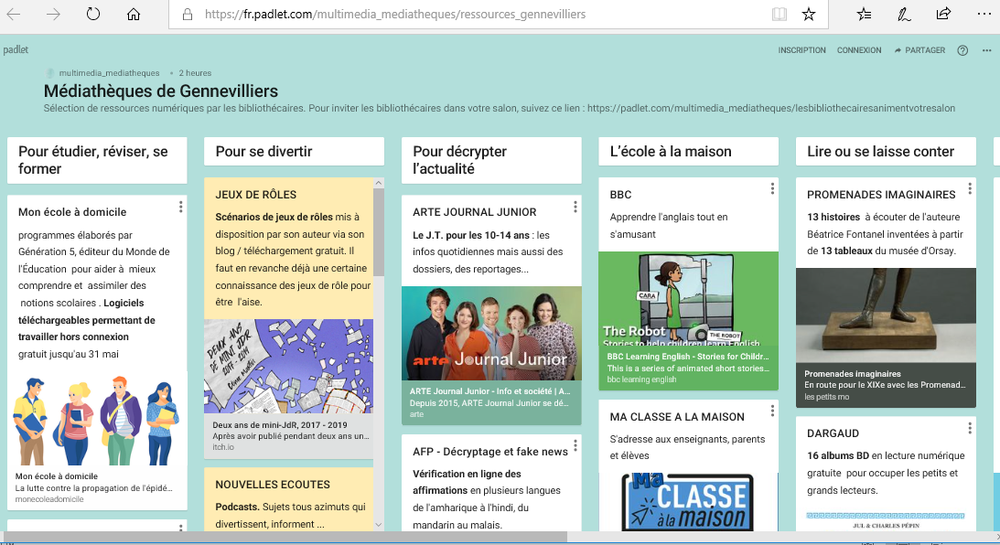 https://fr.padlet.com/multimedia_mediatheques/ressources_gennevilliers
padlet
INSCRIPTION CONNEXION PARTAGER
multimedia_mediatheques • 2 heures
Médiathèques de Gennevilliers
Sélection de ressources numériques par les bibliothécaires. Pour inviter les bibliothécaires dans votre salon, suivez ce lien : https://padlet.com/multimedia_mediatheques/lesbibliothecairesanimentvotresalon
Pour étudier, réviser, se
former
Mon école à domicile
programmes élaborés par
Génération 5, éditeur du Monde de
l'Éducation pour aider à mieux
comprendre et assimiler des
notions scolaires . Logiciels
téléchargeables permettant de
travailler hors connexion
gratuit jusqu'au 31 mai
Mon école à domicile
La lutte contre la propagation de l'épidé...
monecoleadomicile
Pour se divertir
JEUX DE RÔLES
Scénarios de jeux de rôles mis à
disposition par son auteur via son
blog / téléchargement gratuit. Il
faut en revanche déjà une certaine
connaissance des jeux de rôle pour
être l'aise.
DEUX ANS
DE MINI JDR
2017 - 2019
Deux ans de mini-JdR, 2017 - 2019
Après avoir publié pendant deux ans un...
itch.io
NOUVELLES ECOUTES
Podcasts. Sujets tous azimuts qui
divertissent, informent ...
Pour décrypter
l'actualité
ARTE JOURNAL JUNIOR
Le J.T. pour les 10-14 ans : les
infos quotidiennes mais aussi des
dossiers, des reportages...
arte Journal Junior
ARTE Journal Junior - Info et société | A...
Depuis 2015, ARTE Journal Junior se dé...
arte
AFP - Décryptage et fake news
Vérification en ligne des
affirmations en plusieurs langues
de l'amharique à l'hindi, du
mandarin au malais.
L'école à la maison
BBC
Apprendre l'anglais tout en
s'amusant
CARA
THE ROBOT
The Robot
Stories to help children learn English
BBC Learning English - Stories for Childr...
This is a series of animated short stories...
bbc learning english
MA CLASSE A LA MAISON
S'adresse aux enseignants, parents
et élèves
Ma
CLASSE
à la maison
Lire ou se laisse conter
PROMENADES IMAGINAIRES
13 histoires à écouter de l'auteure
Béatrice Fontanel inventées à partir
de 13 tableaux du musée d'Orsay.
Promenades imaginaires
En route pour le XIXe avec les Promenad...
les petits mo
DARGAUD
16 albums BD en lecture numérique
gratuite pour occuper les petits et
grands lecteurs.
JUL & CHARLES PÉPIN